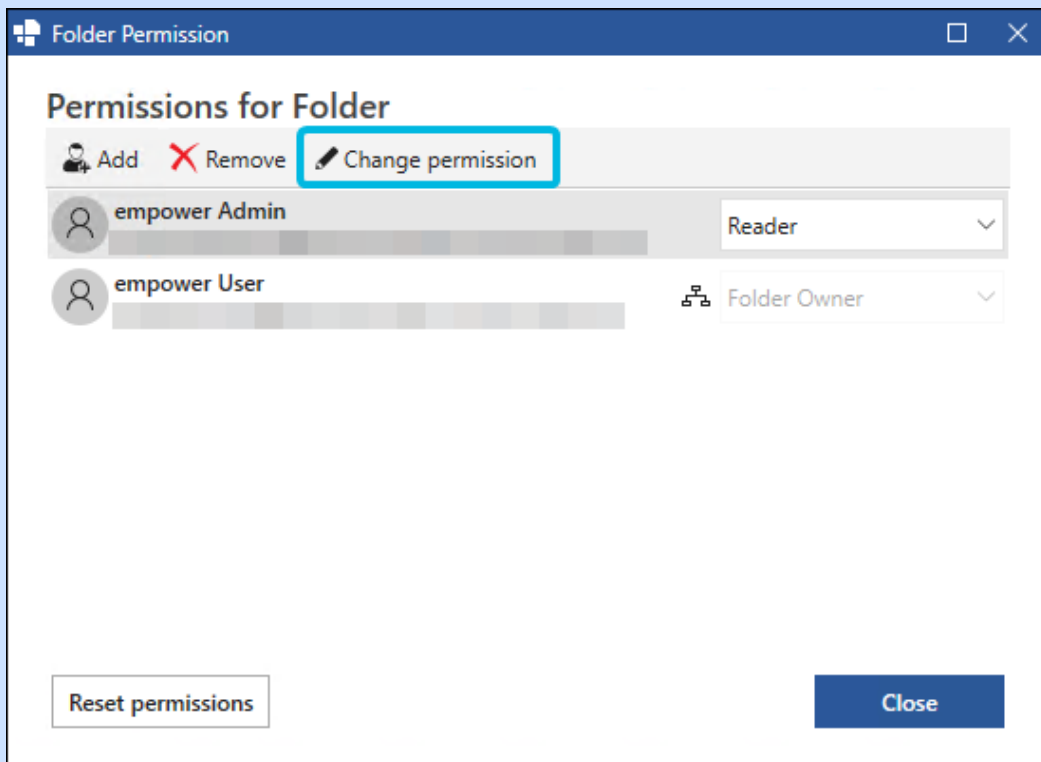 Folder Permission
Permissions for Folder
Add Remove Change permission
empower Admin
Reader
empower User
Folder Owner
Reset permissions Close